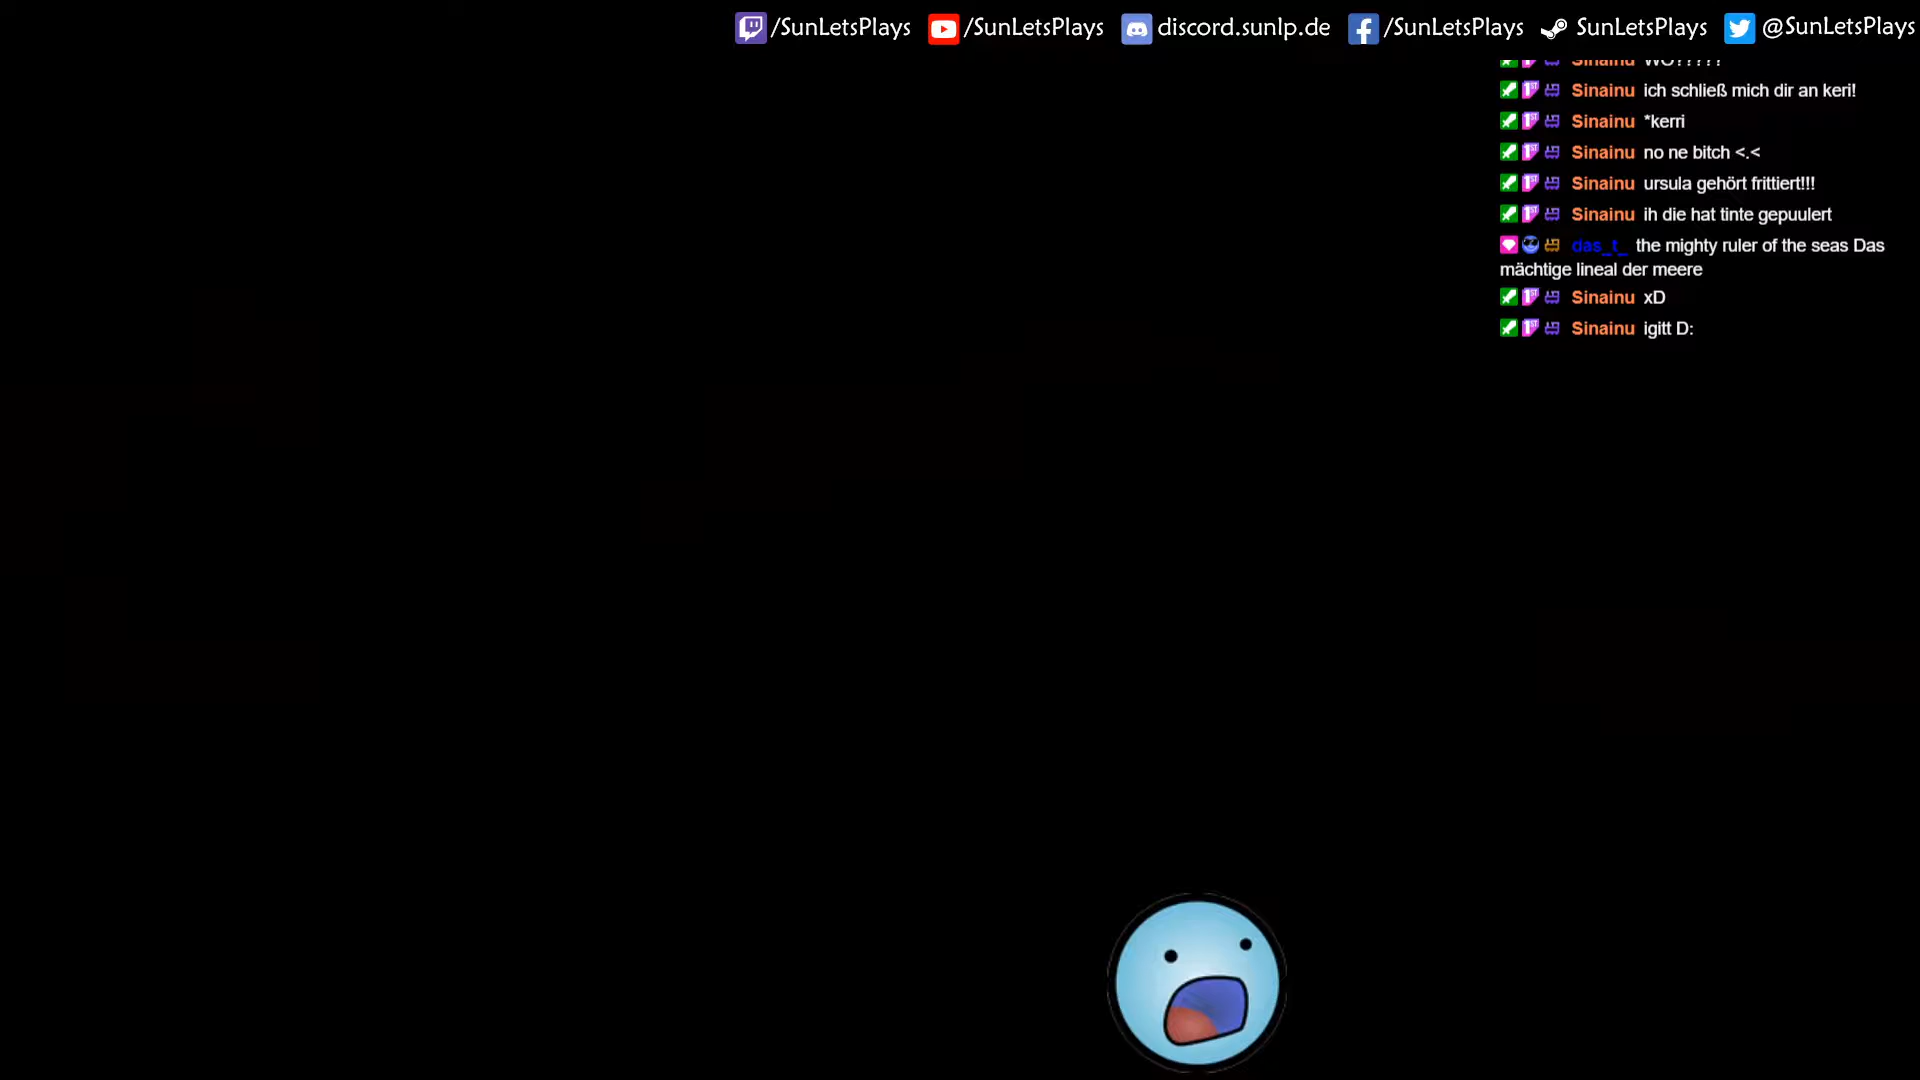 /SunLetsPlays /SunLetsPlays discord.sunlp.de /SunLetsPlays SunLetsPlays @SunLetsPlays
Sinainu WO?????
Sinainu ich schließ mich dir an keri!
Sinainu *kerri
Sinainu no ne bitch <.<
Sinainu ursula gehört frittiert!!!
Sinainu ih die hat tinte gepuulert
das_t_ the mighty ruler of the seas Das
mächtige lineal der meere
Sinainu xD
Sinainu igitt D: